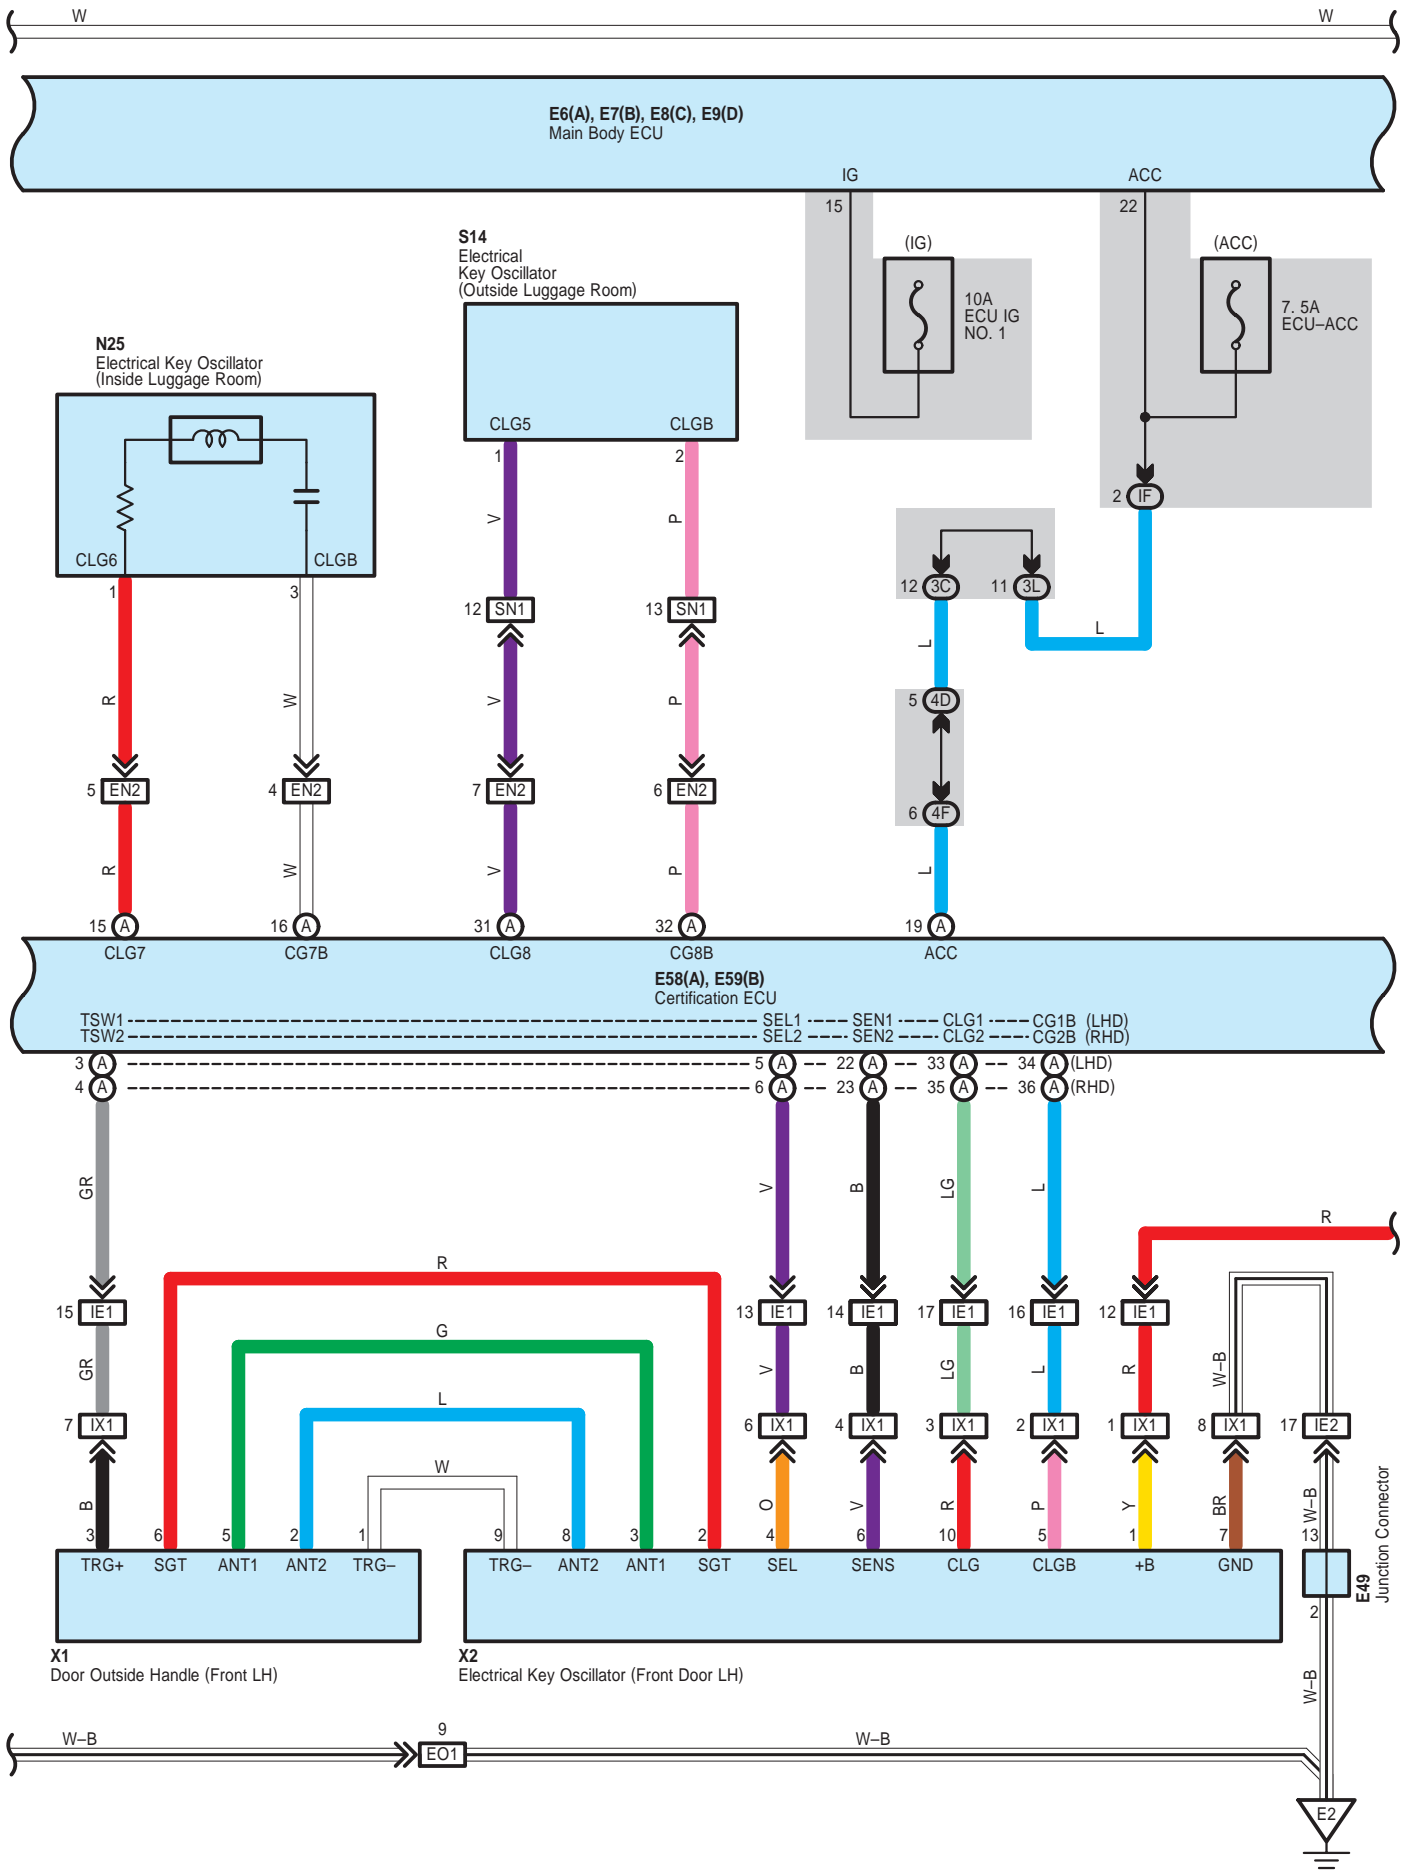 W W
E6(A), E7(B), E8(C), E9(D)
Main Body ECU
IG ACC
15 22
S14
Electrical
Key Oscillator
(Outside Luggage Room)
(IG) (ACC)
10A
ECU IG
NO. 1
7. 5A
ECU–ACC
N25
Electrical Key Oscillator
(Inside Luggage Room)
CLG5 CLGB
1 2
2 IF
V P
CLG6 CLGB
1 3
12 3C 11 3L
12 SN1 13 SN1
L L
R W V P
5 4D
5 EN2 4 EN2 7 EN2 6 EN2
6 4F
R W V P L
15 A 16 A 31 A 32 A 19 A
CLG7 CG7B CLG8 CG8B ACC
E58(A), E59(B)
Certification ECU
TSW1 SEL1 SEN1 CLG1 CG1B (LHD)
TSW2 SEL2 SEN2 CLG2 CG2B (RHD)
3 A 5 A 22 A 33 A 34 A (LHD)
4 A 6 A 23 A 35 A 36 A (RHD)
GR V B LG L
R
R
15 IE1 13 IE1 14 IE1 17 IE1 16 IE1 12 IE1
G
GR V B LG L R W–B
L
7 IX1 6 IX1 4 IX1 3 IX1 2 IX1 1 IX1 8 IX1 17 IE2
W
B O V R P Y BR W–B
3 6 5 2 1 9 8 3 2 4 6 10 5 1 7 13
TRG+ SGT ANT1 ANT2 TRG– TRG– ANT2 ANT1 SGT SEL SENS CLG CLGB +B GND
E49
Junction Connector
2
X1
Door Outside Handle (Front LH)
X2
Electrical Key Oscillator (Front Door LH)
W–B
9
W–B EO1 W–B
E2